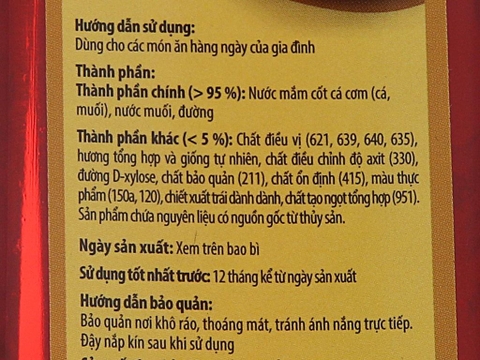 Hướng dẫn sử dụng:
Dùng cho các món ăn hàng ngày của gia đình
Thành phần:
Thành phần chính (> 95 %): Nước mắm cốt cá cơm (cá,
muối), nước muối, đường
Thành phần khác (< 5 %): Chất điều vị (621, 639, 640, 635),
hương tổng hợp và giống tự nhiên, chất điều chỉnh độ axit (330),
đường D-xylose, chất bảo quản (211), chất ổn định (415), màu thực
phẩm (150a, 120), chiết xuất trái dành dành, chất tạo ngọt tổng hợp (951).
Sản phẩm chứa nguyên liệu có nguồn gốc từ thủy sản.
Ngày sản xuất: Xem trên bao bì
Sử dụng tốt nhất trước: 12 tháng kể từ ngày sản xuất
Hướng dẫn bảo quản:
Bảo quản nơi khô ráo, thoáng mát, tránh ánh nắng trực tiếp.
Đậy nắp kín sau khi sử dụng